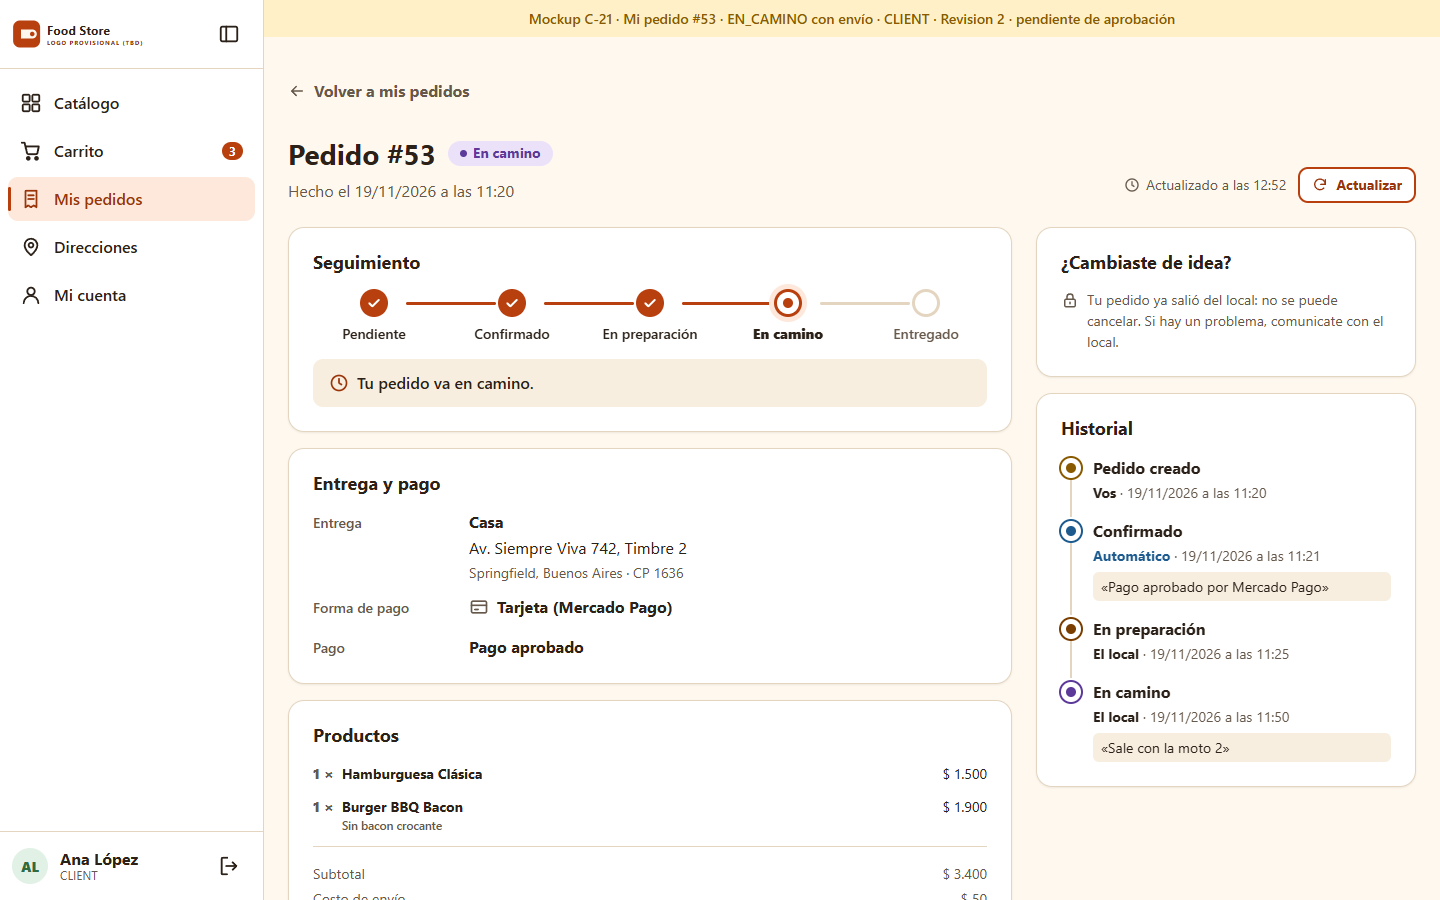 Food Store
LOGO PROVISIONAL (TBD)
Catálogo
Carrito
3
Mis pedidos
Direcciones
Mi cuenta
AL
Ana López
CLIENT
Mockup C-21 · Mi pedido #53 · EN_CAMINO con envío · CLIENT · Revision 2 · pendiente de aprobación
Volver a mis pedidos
Pedido #53
En camino
Hecho el 19/11/2026 a las 11:20
Actualizado a las 12:52
Actualizar
Seguimiento
Pendiente
Confirmado
En preparación
En camino
Entregado
Tu pedido va en camino.
Entrega y pago
Entrega
Casa
Av. Siempre Viva 742, Timbre 2
Springfield, Buenos Aires · CP 1636
Forma de pago
Tarjeta (Mercado Pago)
Pago
Pago aprobado
Productos
1 × Hamburguesa Clásica $ 1.500
1 × Burger BBQ Bacon $ 1.900
Sin bacon crocante
Subtotal $ 3.400
Costo de envío $ 50
¿Cambiaste de idea?
Tu pedido ya salió del local: no se puede
cancelar. Si hay un problema, comunicate con el
local.
Historial
Pedido creado
Vos · 19/11/2026 a las 11:20
Confirmado
Automático · 19/11/2026 a las 11:21
«Pago aprobado por Mercado Pago»
En preparación
El local · 19/11/2026 a las 11:25
En camino
El local · 19/11/2026 a las 11:50
«Sale con la moto 2»